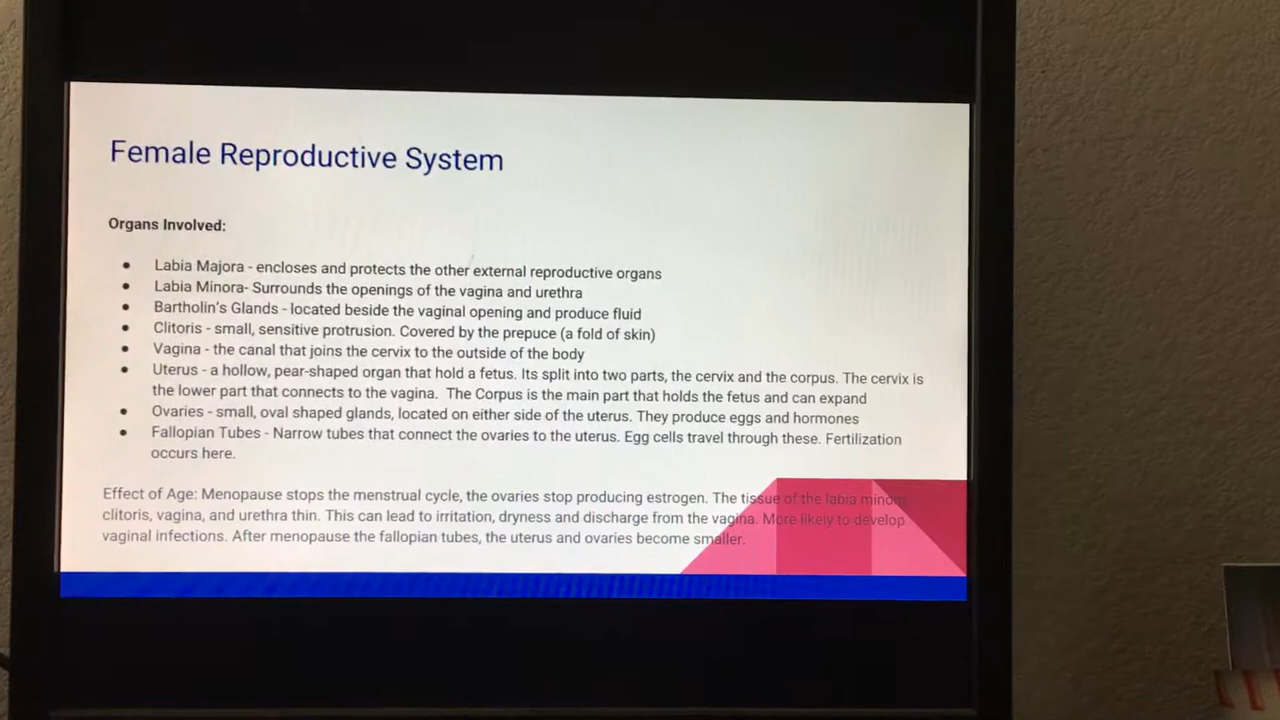 Female Reproductive System
Organs Involved:
● Labia Majora - encloses and protects the other external reproductive organs
● Labia Minora- Surrounds the openings of the vagina and urethra
● Bartholin's Glands - located beside the vaginal opening and produce fluid
● Clitoris - small, sensitive protrusion. Covered by the prepuce (a fold of skin)
● Vagina - the canal that joins the cervix to the outside of the body
● Uterus - a hollow, pear-shaped organ that hold a fetus. Its split into two parts, the cervix and the corpus. The cervix is
the lower part that connects to the vagina. The Corpus is the main part that holds the fetus and can expand
● Ovaries - small, oval shaped glands, located on either side of the uterus. They produce eggs and hormones
● Fallopian Tubes - Narrow tubes that connect the ovaries to the uterus. Egg cells travel through these. Fertilization
occurs here.
Effect of Age: Menopause stops the menstrual cycle, the ovaries stop producing estrogen. The tissue of the labia minora,
clitoris, vagina, and urethra thin. This can lead to irritation, dryness and discharge from the vagina. More likely to develop
vaginal infections. After menopause the fallopian tubes, the uterus and ovaries become smaller.